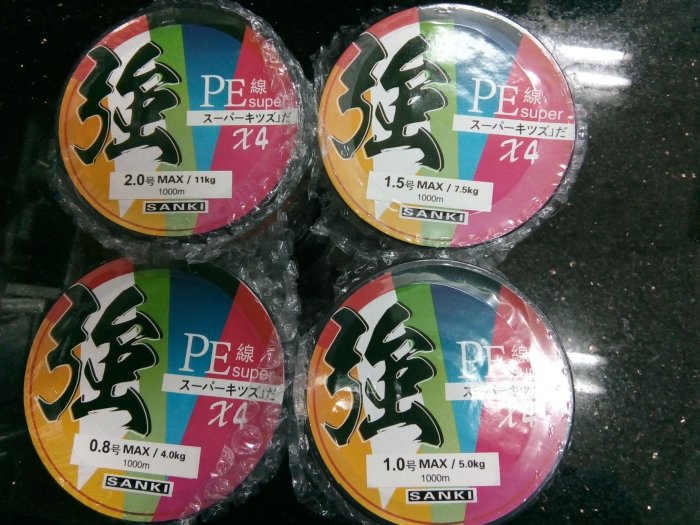 強
PE線
super
スーパーキツズ」だ
X4
2.0号 MAX / 11kg
1000m
SANKI
強
PE線
super
スーパーキツズ」だ
X4
1.5号 MAX / 7.5kg
1000m
SANKI
強
PE線
super
スーパーキツズ」だ
X4
0.8号 MAX / 4.0kg
1000m
SANKI
強
PE線
スーパーキツズ」だ
X4
1.0号 MAX / 5.0kg
1000m
SANKI